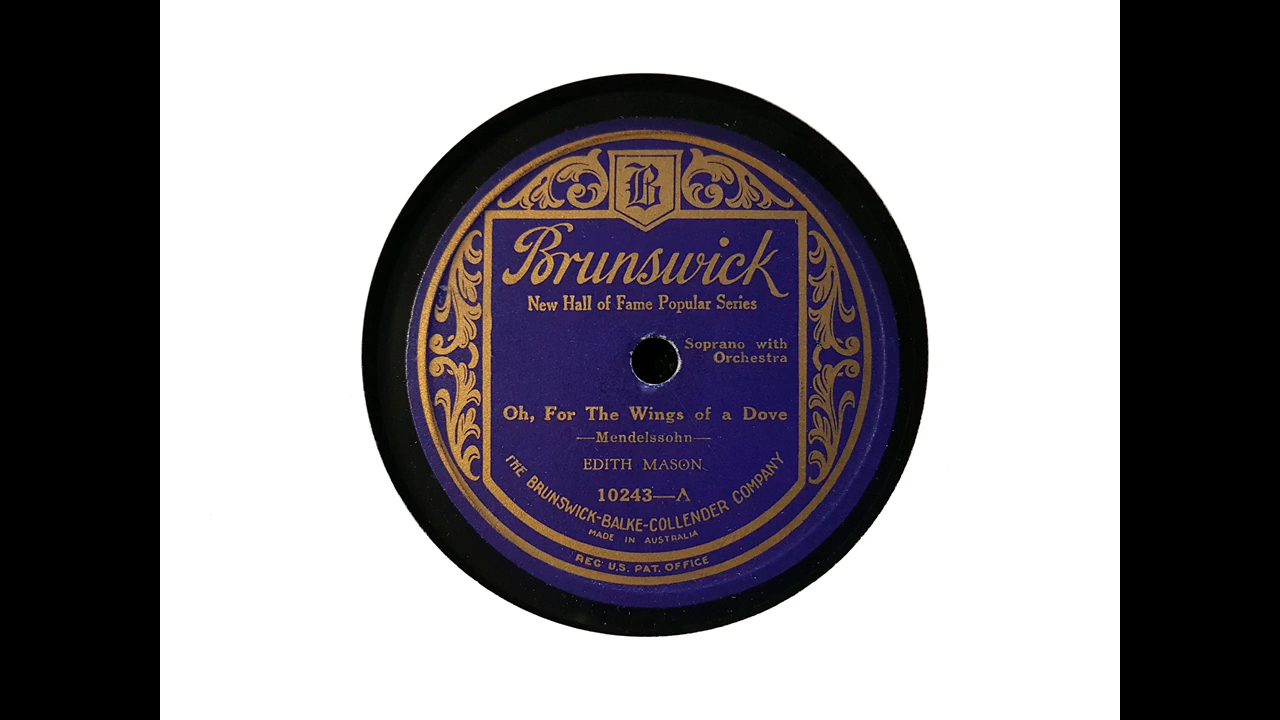 B
Brunswick
New Hall of Fame Popular Series
Soprano with
Orchestra
Oh, For The Wings of a Dove
—Mendelssohn—
EDITH MASON
10243—A
THE BRUNSWICK-BALKE-COLLENDER COMPANY
MADE IN AUSTRALIA
REG U.S. PAT. OFFICE